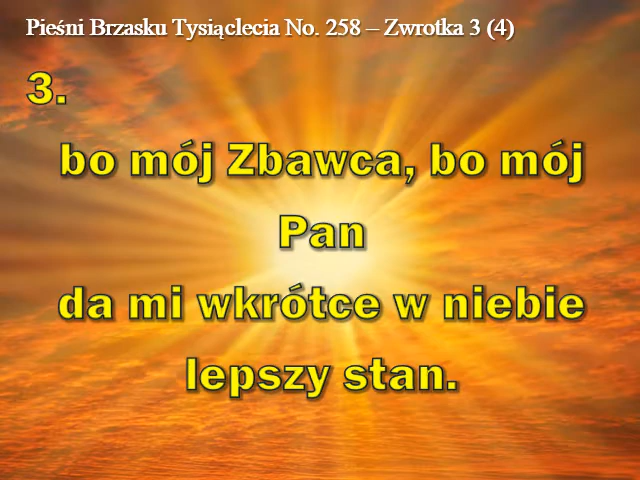 Pieśni Brzasku Tysiąclecia No. 258 – Zwrotka 3 (4)
3.
bo mój Zbawca, bo mój
Pan
da mi wkrótce w niebie
lepszy stan.